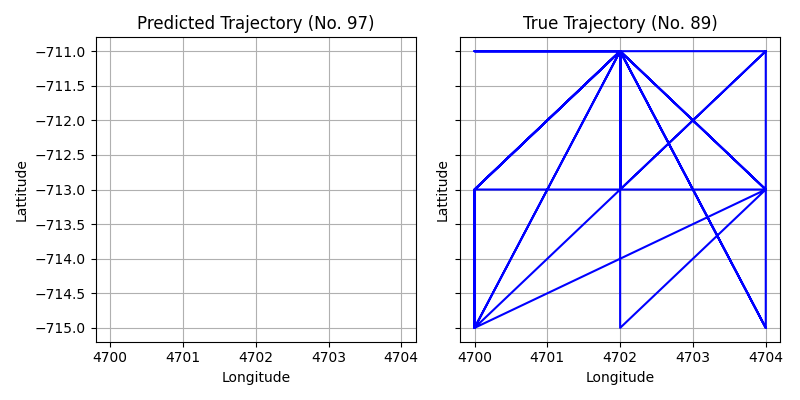 Predicted Trajectory (No. 97)
True Trajectory (No. 89)
−711.0
−711.5
−712.0
−712.5
−713.0
−713.5
−714.0
−714.5
−715.0
Lattitude
Lattitude
4700 4701 4702 4703 4704
4700 4701 4702 4703 4704
Longitude
Longitude